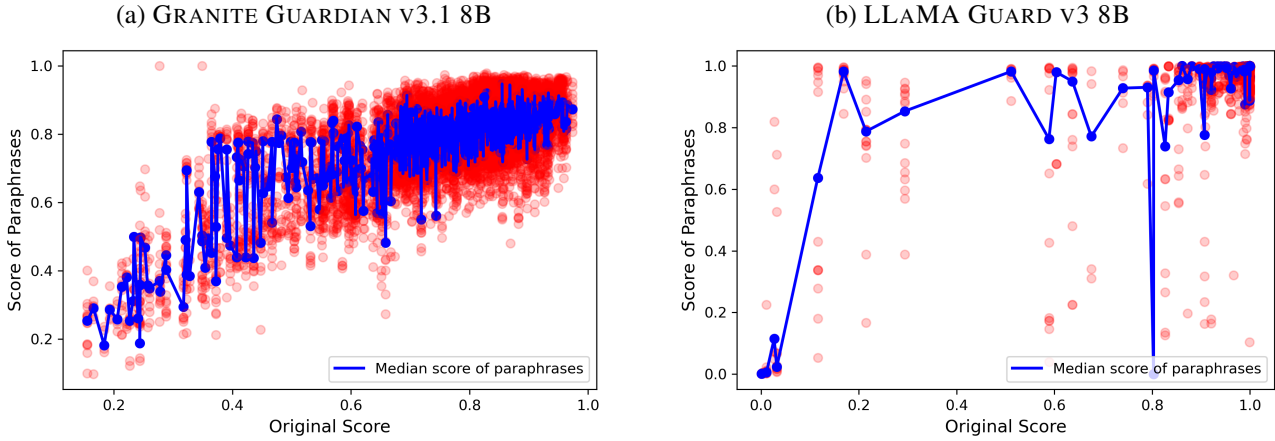 (a) GRANITE GUARDIAN V3.1 8B
1.0
0.8
0.6
0.4
0.2
Score of Paraphrases
0.2 0.4 0.6 0.8 1.0
Original Score
Median score of paraphrases
(b) LLAMA GUARD V3 8B
1.0
0.8
0.6
0.4
0.2
0.0
Score of Paraphrases
0.0 0.2 0.4 0.6 0.8 1.0
Original Score
Median score of paraphrases